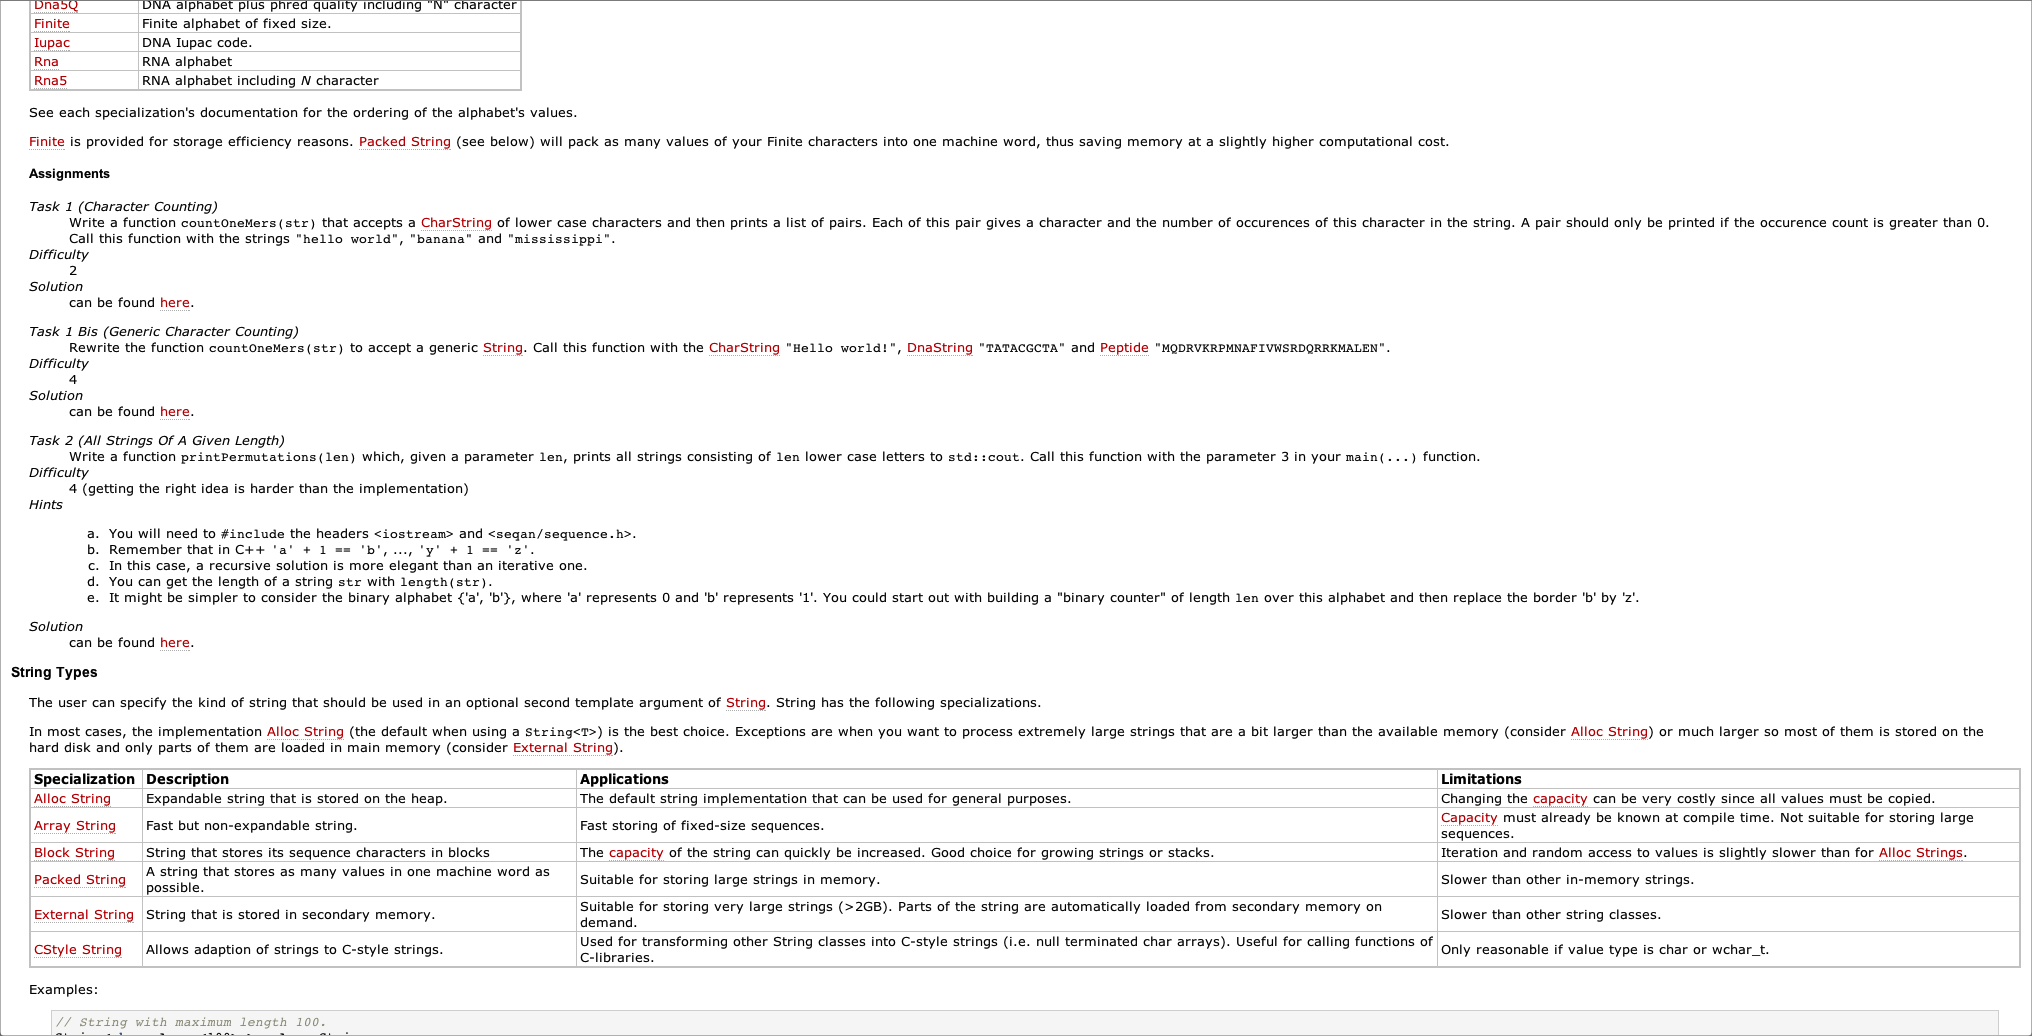 Dna5Q DNA alphabet plus phred quality including "N" character
Finite Finite alphabet of fixed size.
Iupac DNA Iupac code.
Rna RNA alphabet
Rna5 RNA alphabet including N character
See each specialization's documentation for the ordering of the alphabet's values.
Finite is provided for storage efficiency reasons. Packed String (see below) will pack as many values of your Finite characters into one machine word, thus saving memory at a slightly higher computational cost.
Assignments
Task 1 (Character Counting)
Write a function countOneMers(str) that accepts a CharString of lower case characters and then prints a list of pairs. Each of this pair gives a character and the number of occurences of this character in the string. A pair should only be printed if the occurence count is greater than 0.
Call this function with the strings "hello world", "banana" and "mississippi".
Difficulty
2
Solution
can be found here.
Task 1 Bis (Generic Character Counting)
Rewrite the function countOneMers(str) to accept a generic String. Call this function with the CharString "Hello world!", DnaString "TATACGCTA" and Peptide "MQDRVKRPMNAFIVWSRDQRRKMALEN".
Difficulty
4
Solution
can be found here.
Task 2 (All Strings Of A Given Length)
Write a function printPermutations(len) which, given a parameter len, prints all strings consisting of len lower case letters to std::cout. Call this function with the parameter 3 in your main(...) function.
Difficulty
4 (getting the right idea is harder than the implementation)
Hints
a. You will need to #include the headers <iostream> and <seqan/sequence.h>.
b. Remember that in C++ 'a' + 1 == 'b', ..., 'y' + 1 == 'z'.
c. In this case, a recursive solution is more elegant than an iterative one.
d. You can get the length of a string str with length(str).
e. It might be simpler to consider the binary alphabet {'a', 'b'}, where 'a' represents 0 and 'b' represents '1'. You could start out with building a "binary counter" of length len over this alphabet and then replace the border 'b' by 'z'.
Solution
can be found here.
String Types
The user can specify the kind of string that should be used in an optional second template argument of String. String has the following specializations.
In most cases, the implementation Alloc String (the default when using a String<T>) is the best choice. Exceptions are when you want to process extremely large strings that are a bit larger than the available memory (consider Alloc String) or much larger so most of them is stored on the
hard disk and only parts of them are loaded in main memory (consider External String).
Specialization Description Applications Limitations
Alloc String Expandable string that is stored on the heap. The default string implementation that can be used for general purposes. Changing the capacity can be very costly since all values must be copied.
Array String Fast but non-expandable string. Fast storing of fixed-size sequences. Capacity must already be known at compile time. Not suitable for storing large
sequences.
Block String String that stores its sequence characters in blocks The capacity of the string can quickly be increased. Good choice for growing strings or stacks. Iteration and random access to values is slightly slower than for Alloc Strings.
Packed String A string that stores as many values in one machine word as
possible. Suitable for storing large strings in memory. Slower than other in-memory strings.
External String String that is stored in secondary memory. Suitable for storing very large strings (>2GB). Parts of the string are automatically loaded from secondary memory on
demand. Slower than other string classes.
CStyle String Allows adaption of strings to C-style strings. Used for transforming other String classes into C-style strings (i.e. null terminated char arrays). Useful for calling functions of
C-libraries. Only reasonable if value type is char or wchar_t.
Examples:
// String with maximum length 100.